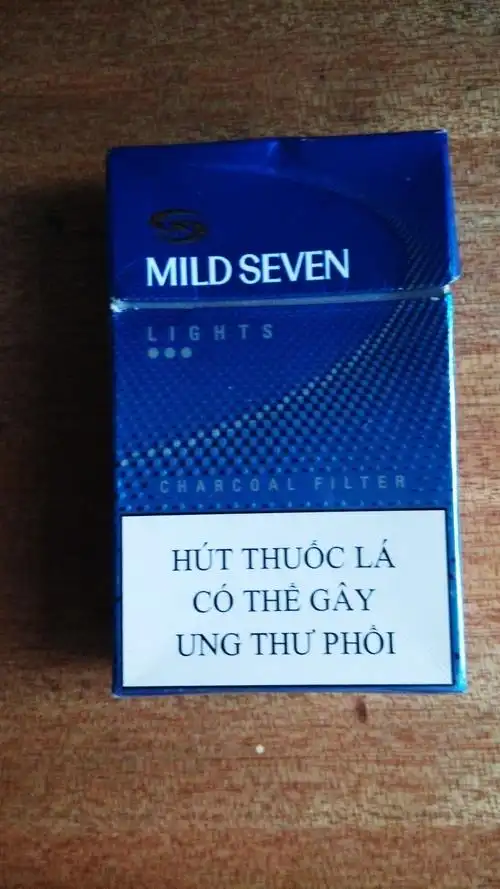 MILD SEVEN
LIGHTS
CHARCOAL FILTER
HÚT THUỐC LÁ
CÓ THỂ GÂY
UNG THƯ PHỔI